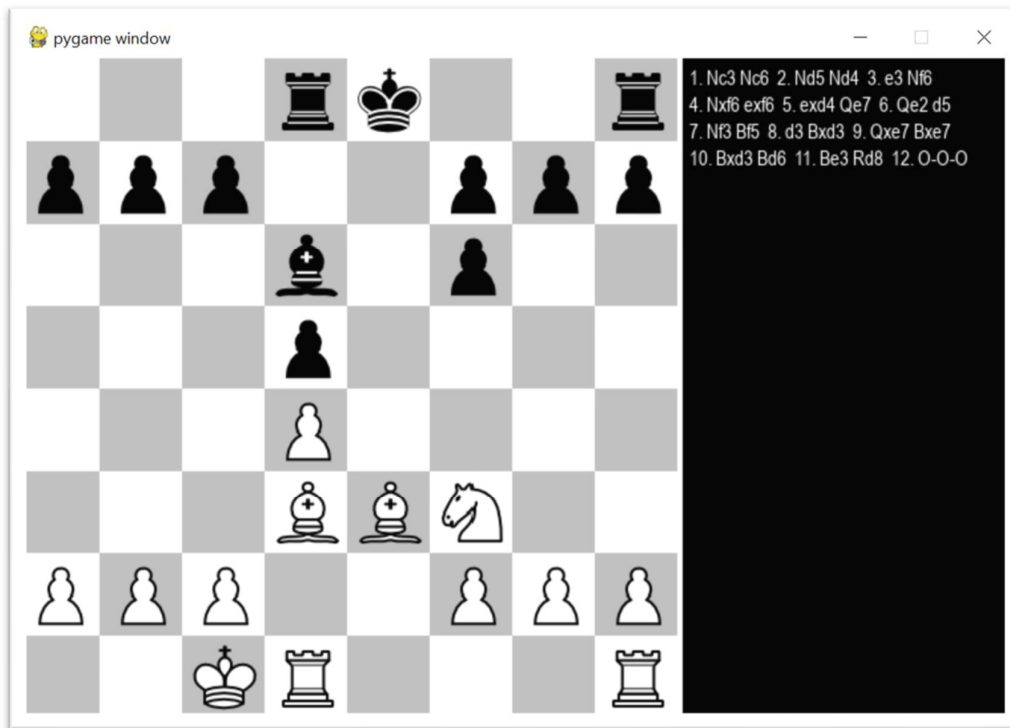 pygame window
1. Nc3 Nc6 2. Nd5 Nd4 3. e3 Nf6
4. Nxf6 exf6 5. exd4 Qe7 6. Qe2 d5
7. Nf3 Bf5 8. d3 Bxd3 9. Qxe7 Bxe7
10. Bxd3 Bd6 11. Be3 Rd8 12. O-O-O